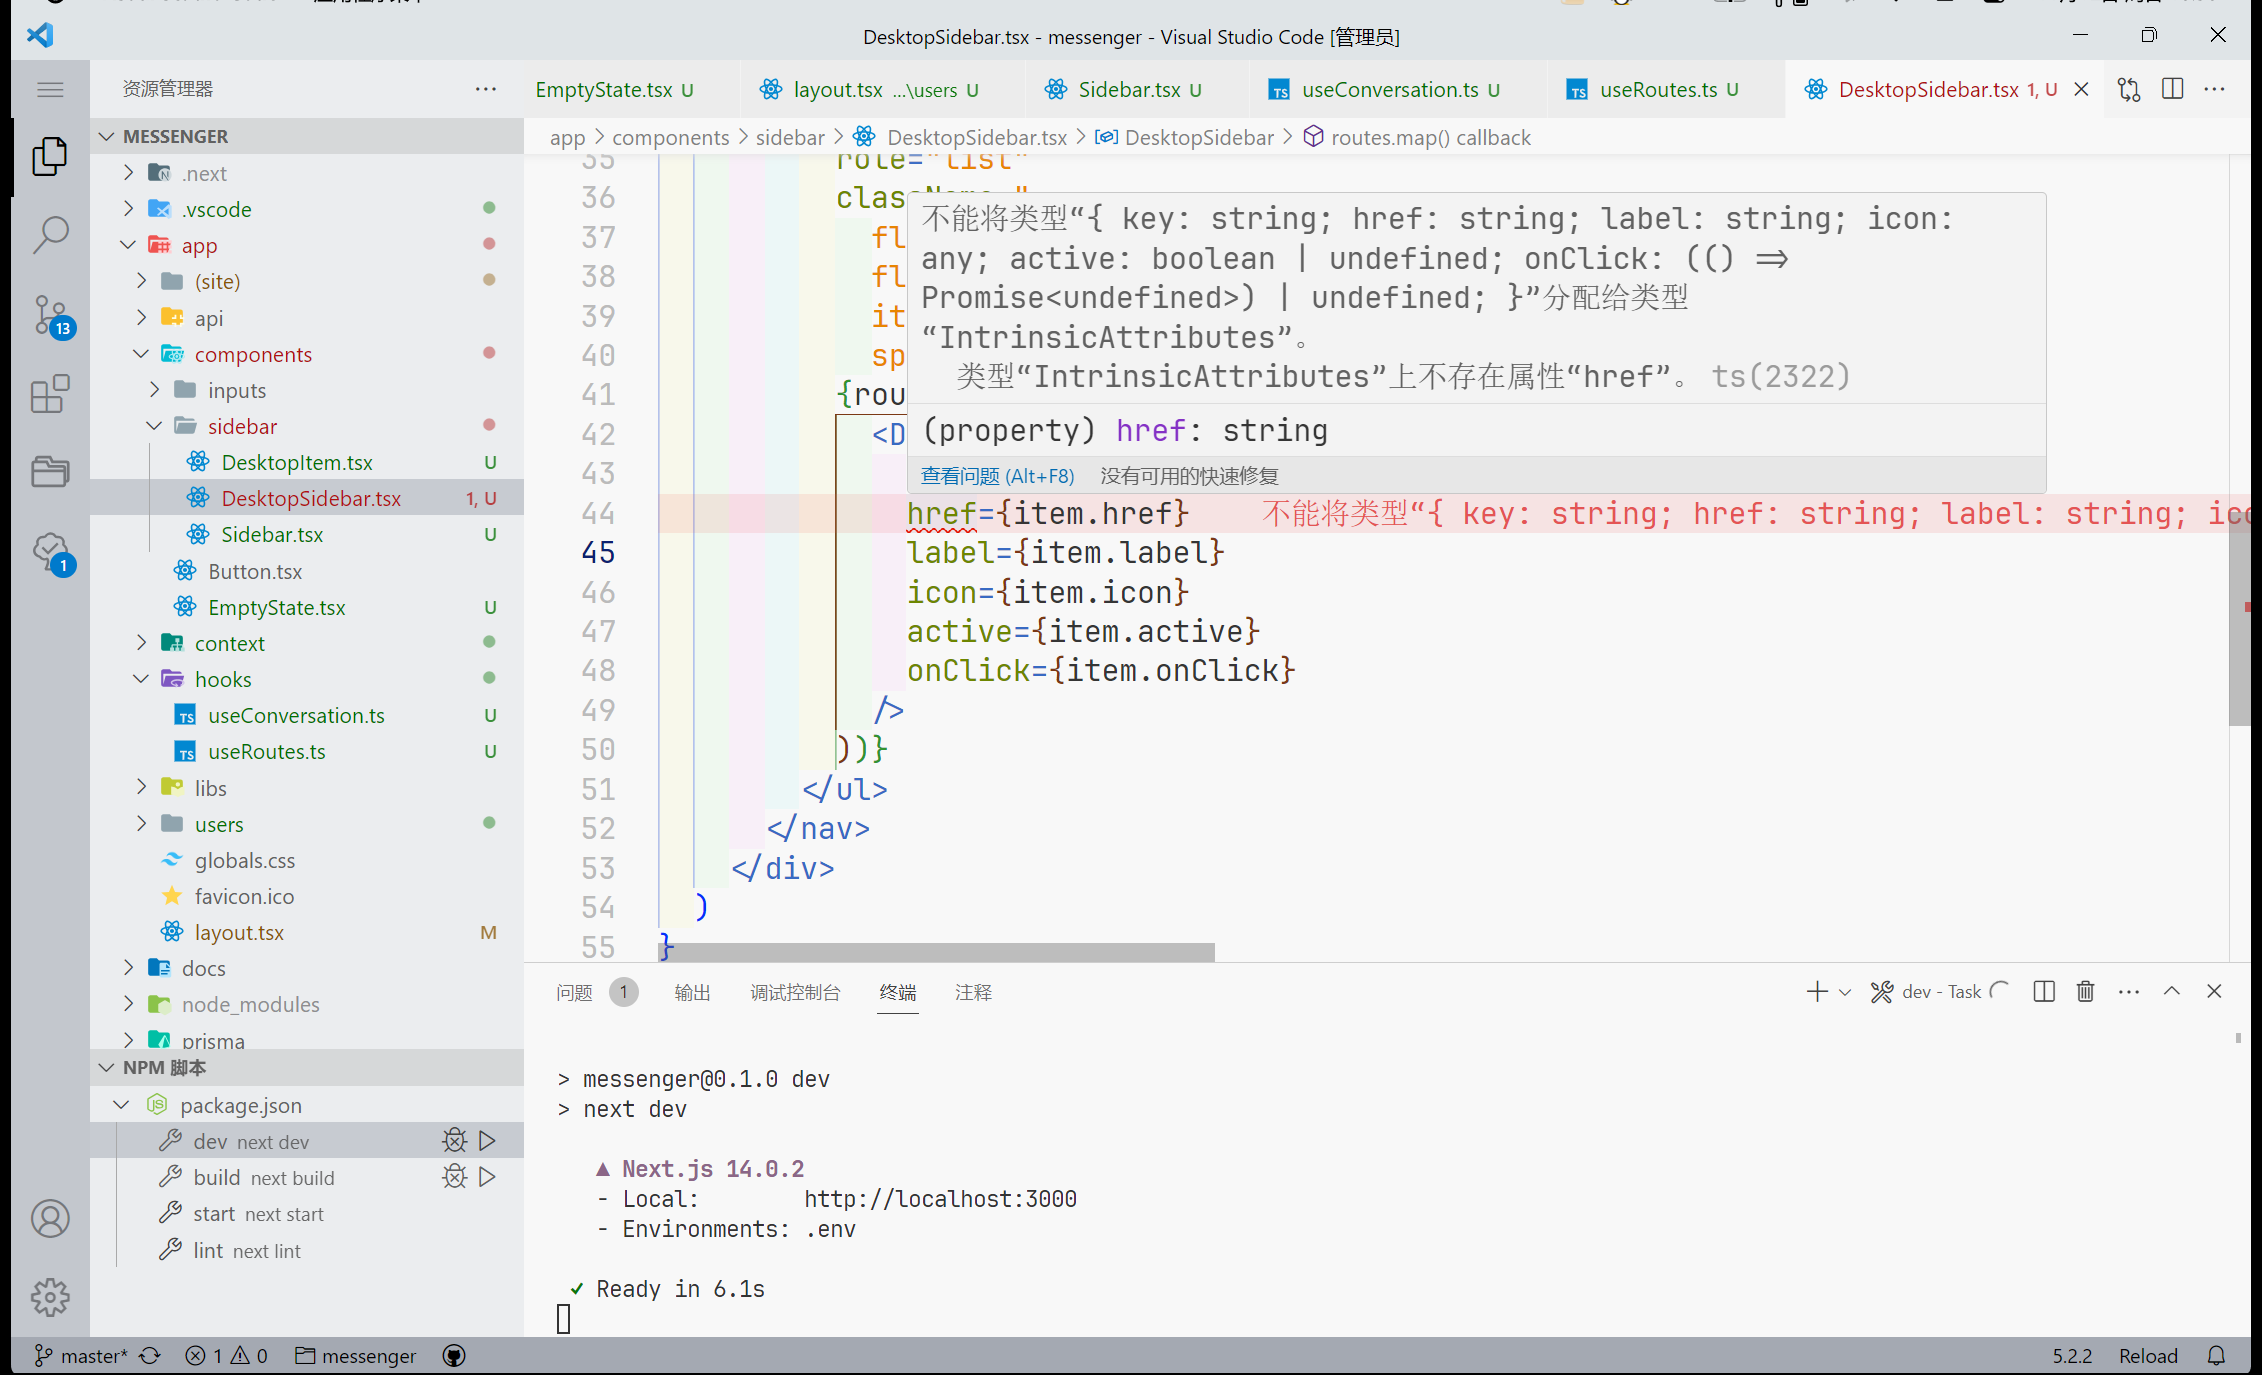 DesktopSidebar.tsx - messenger - Visual Studio Code [管理员]
资源管理器
MESSENGER
.next
.vscode
app
(site)
api
components
inputs
sidebar
DesktopItem.tsx U
DesktopSidebar.tsx 1, U
Sidebar.tsx U
Button.tsx
EmptyState.tsx U
context
hooks
useConversation.ts U
useRoutes.ts U
libs
users
globals.css
favicon.ico
layout.tsx M
docs
node_modules
prisma
NPM 脚本
package.json
dev next dev
build next build
start next start
lint next lint
13
1
EmptyState.tsx U layout.tsx ...\users U Sidebar.tsx U useConversation.ts U useRoutes.ts U DesktopSidebar.tsx 1, U
app > components > sidebar > DesktopSidebar.tsx > DesktopSidebar > routes.map() callback
35 role="list"
36 className="
37 fl
38 fl
39 it
40 sp
41 {rou
42 <D
43
不能将类型“{ key: string; href: string; label: string; icon:
any; active: boolean | undefined; onClick: (() =>
Promise<undefined>) | undefined; }”分配给类型
“IntrinsicAttributes”。
类型“IntrinsicAttributes”上不存在属性“href”。 ts(2322)
(property) href: string
查看问题 (Alt+F8) 没有可用的快速修复
44 href={item.href} 不能将类型“{ key: string; href: string; label: string; ico
45 label={item.label}
46 icon={item.icon}
47 active={item.active}
48 onClick={item.onClick}
49 />
50 ))}
51 </ul>
52 </nav>
53 </div>
54 )
55 }
问题 1 输出 调试控制台 终端 注释
dev - Task
> messenger@0.1.0 dev
> next dev
▲ Next.js 14.0.2
- Local: http://localhost:3000
- Environments: .env
✓ Ready in 6.1s
master* 1 0 messenger 5.2.2 Reload